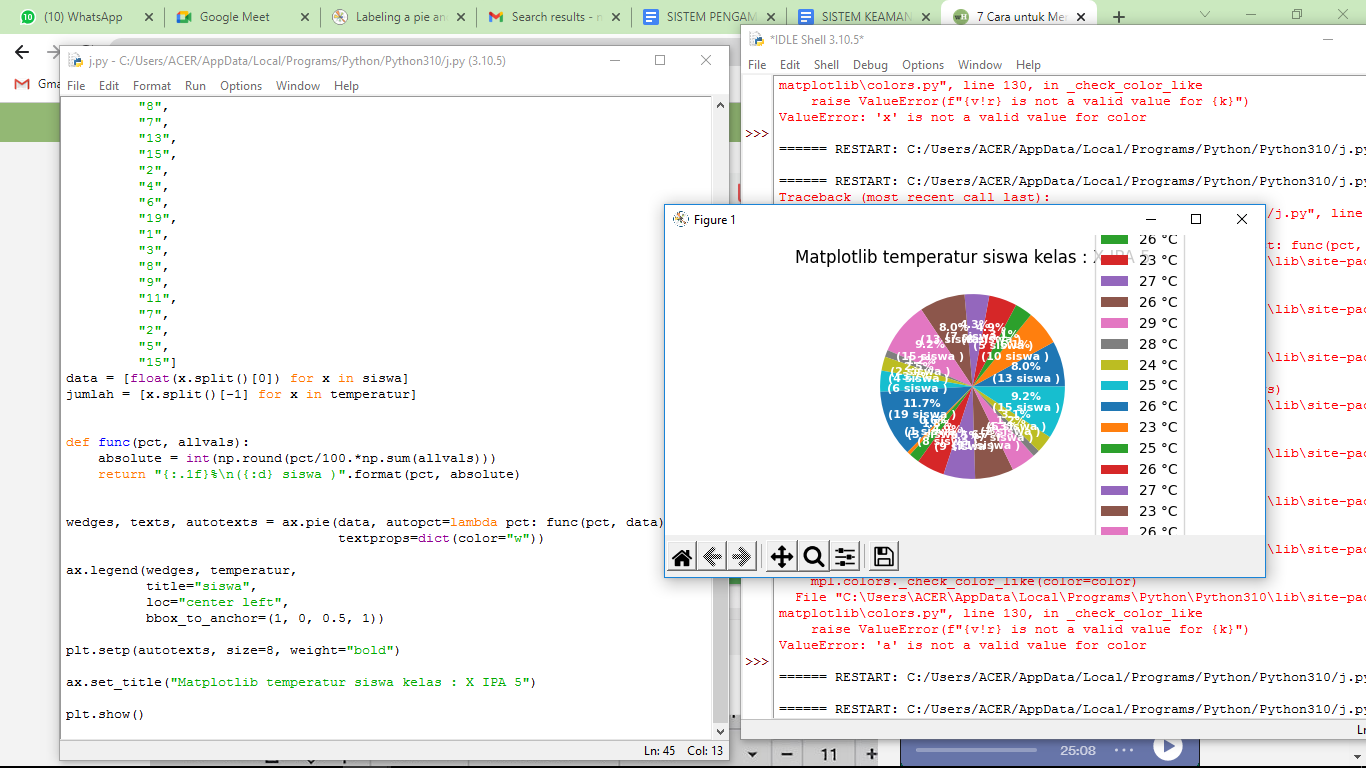 (10) WhatsApp
Google Meet
Labeling a pie an
Search results - n
SISTEM PENGAM
SISTEM KEAMAN
7 Cara untuk Me
j.py - C:/Users/ACER/AppData/Local/Programs/Python/Python310/j.py (3.10.5)
File Edit Format Run Options Window Help
Gma
"8",
"7",
"13",
"15",
"2",
"4",
"6",
"19",
"1",
"3",
"8",
"9",
"11",
"7",
"2",
"5",
"15"]
data = [float(x.split()[0]) for x in siswa]
jumlah = [x.split()[-1] for x in temperatur]
def func(pct, allvals):
absolute = int(np.round(pct/100.*np.sum(allvals)))
return "{:.1f}%\n({:d} siswa )".format(pct, absolute)
wedges, texts, autotexts = ax.pie(data, autopct=lambda pct: func(pct, data)
textprops=dict(color="w"))
ax.legend(wedges, temperatur,
title="siswa",
loc="center left",
bbox_to_anchor=(1, 0, 0.5, 1))
plt.setp(autotexts, size=8, weight="bold")
ax.set_title("Matplotlib temperatur siswa kelas : X IPA 5")
plt.show()
Ln: 45 Col: 13
*IDLE Shell 3.10.5*
File Edit Shell Debug Options Window Help
matplotlib\colors.py", line 130, in _check_color_like
raise ValueError(f"{v!r} is not a valid value for {k}")
ValueError: 'x' is not a valid value for color
>>>
====== RESTART: C:/Users/ACER/AppData/Local/Programs/Python/Python310/j.py
====== RESTART: C:/Users/ACER/AppData/Local/Programs/Python/Python310/j.py
Traceback (most recent call last):
/j.py", line
t: func(pct,
\lib\site-pac
\lib\site-pac
\lib\site-pac
s)
\lib\site-pac
\lib\site-pac
\lib\site-pac
\lib\site-pac
Figure 1
Matplotlib temperatur siswa kelas : X IPA 5
8.0%
(13 siswa )
(10 siswa )
4.9%
(5 siswa )
4.3%
8.0%
(13 siswa )
9.2%
(15 siswa )
(6 siswa )
11.7%
(19 siswa )
9.2%
(15 siswa )
26 °C
23 °C
27 °C
26 °C
29 °C
28 °C
24 °C
25 °C
26 °C
23 °C
25 °C
26 °C
27 °C
23 °C
26 °C
mpl.colors._check_color_like(color=color)
File "C:\Users\ACER\AppData\Local\Programs\Python\Python310\lib\site-pac
matplotlib\colors.py", line 130, in _check_color_like
raise ValueError(f"{v!r} is not a valid value for {k}")
ValueError: 'a' is not a valid value for color
>>>
====== RESTART: C:/Users/ACER/AppData/Local/Programs/Python/Python310/j.py
====== RESTART: C:/Users/ACER/AppData/Local/Programs/Python/Python310/j.py
Ln
11
25:08